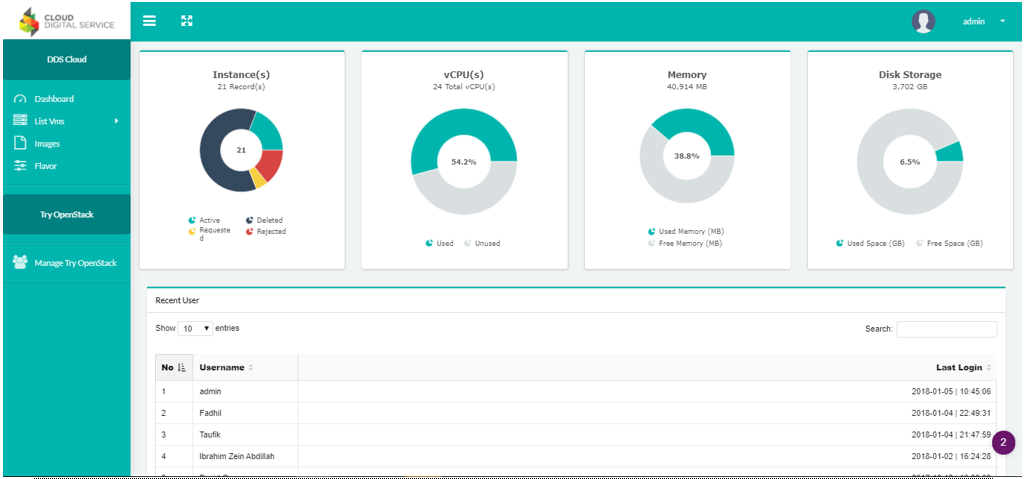 CLOUD
DIGITAL SERVICE
admin
DDS Cloud
Dashboard
List Vms
Images
Flavor
Try OpenStack
Manage Try OpenStack
Instance(s)
21 Record(s)
21
Active
Deleted
Requeste
d
Rejected
vCPU(s)
24 Total vCPU(s)
54.2%
Used
Unused
Memory
40,914 MB
38.8%
Used Memory (MB)
Free Memory (MB)
Disk Storage
3,702 GB
6.5%
Used Space (GB)
Free Space (GB)
Recent User
Show 10 entries
Search:
No Username Last Login
1 admin 2018-01-05 | 10:45:06
2 Fadhil 2018-01-04 | 22:49:31
3 Taufik 2018-01-04 | 21:47:59
4 Ibrahim Zein Abdillah 2018-01-02 | 16:24:28
2